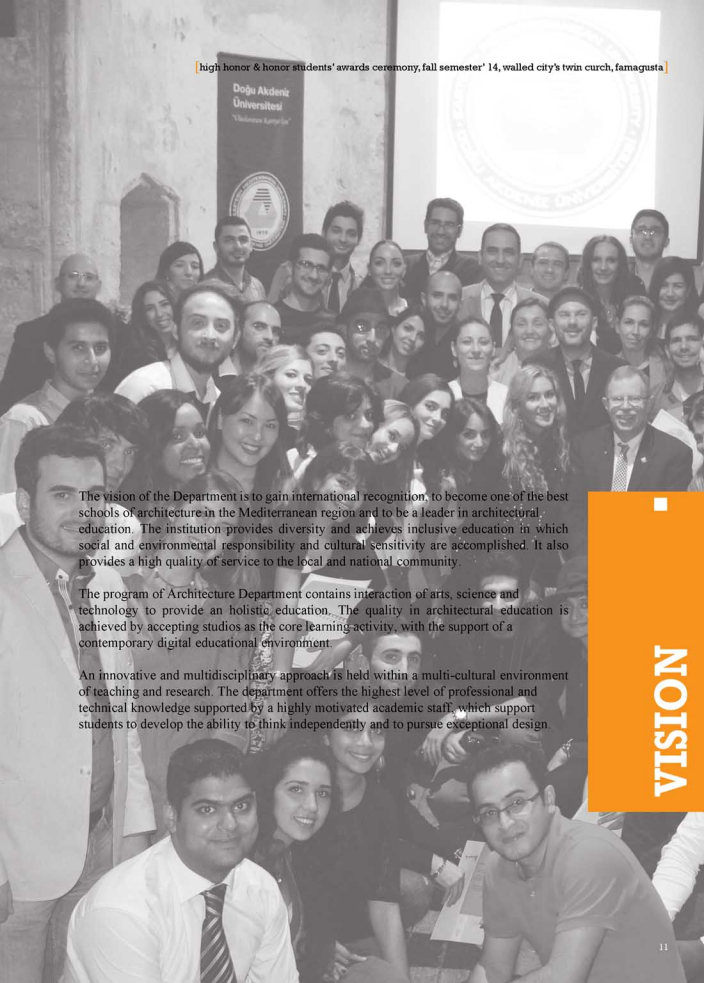 [high honor & honor students' awards ceremony, fall semester' 14, walled city's twin curch, famagusta]
Doğu Akdeniz
Üniversitesi
"Uluslararası Kariyer İçin"
DOĞU AKDENİZ ÜNİVERSİTESİ
The vision of the Department is to gain international recognition, to become one of the best
schools of architecture in the Mediterranean region and to be a leader in architectural
education. The institution provides diversity and achieves inclusive education in which
social and environmental responsibility and cultural sensitivity are accomplished. It also
provides a high quality of service to the local and national community.
The program of Architecture Department contains interaction of arts, science and
technology to provide an holistic education. The quality in architectural education is
achieved by accepting studios as the core learning activity, with the support of a
contemporary digital educational environment.
An innovative and multidisciplinary approach is held within a multi-cultural environment
of teaching and research. The department offers the highest level of professional and
technical knowledge supported by a highly motivated academic staff, which support
students to develop the ability to think independently and to pursue exceptional design.
VISION
11